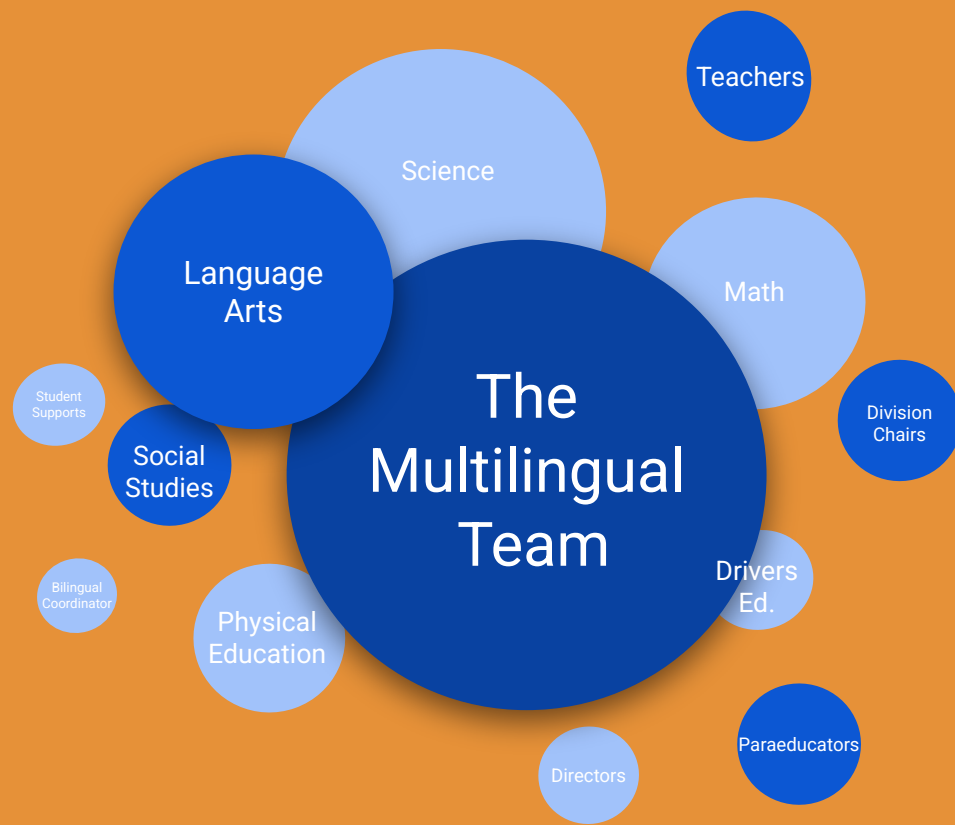 Teachers
Science
Language
Arts
Math
The
Multilingual
Team
Student
Supports
Division
Chairs
Social
Studies
Bilingual
Coordinator
Drivers
Ed.
Physical
Education
Paraeducators
Directors